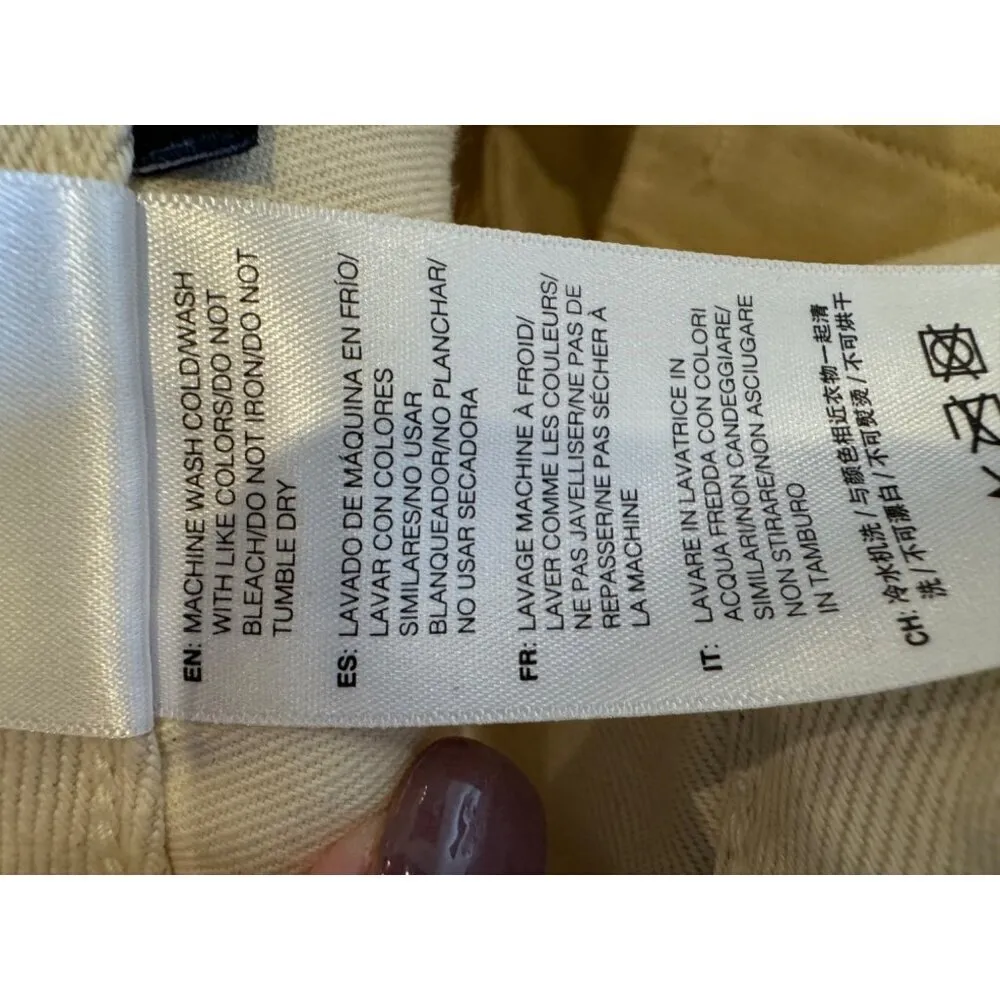 EN: MACHINE WASH COLD/WASH
WITH LIKE COLORS/DO NOT
BLEACH/DO NOT IRON/DO NOT
TUMBLE DRY
ES: LAVADO DE MÁQUINA EN FRÍO/
LAVAR CON COLORES
SIMILARES/NO USAR
BLANQUEADOR/NO PLANCHAR/
NO USAR SECADORA
FR: LAVAGE MACHINE À FROID/
LAVER COMME LES COULEURS/
NE PAS JAVELLISER/NE PAS DE
REPASSER/NE PAS SÉCHER À
LA MACHINE
IT: LAVARE IN LAVATRICE IN
ACQUA FREDDA CON COLORI
SIMILARI/NON CANDEGGIARE/
NON STIRARE/NON ASCIUGARE
IN TAMBURO
CH: 冷水机洗 / 与颜色相近衣物一起清
洗 / 不可漂白 / 不可熨烫 / 不可烘干